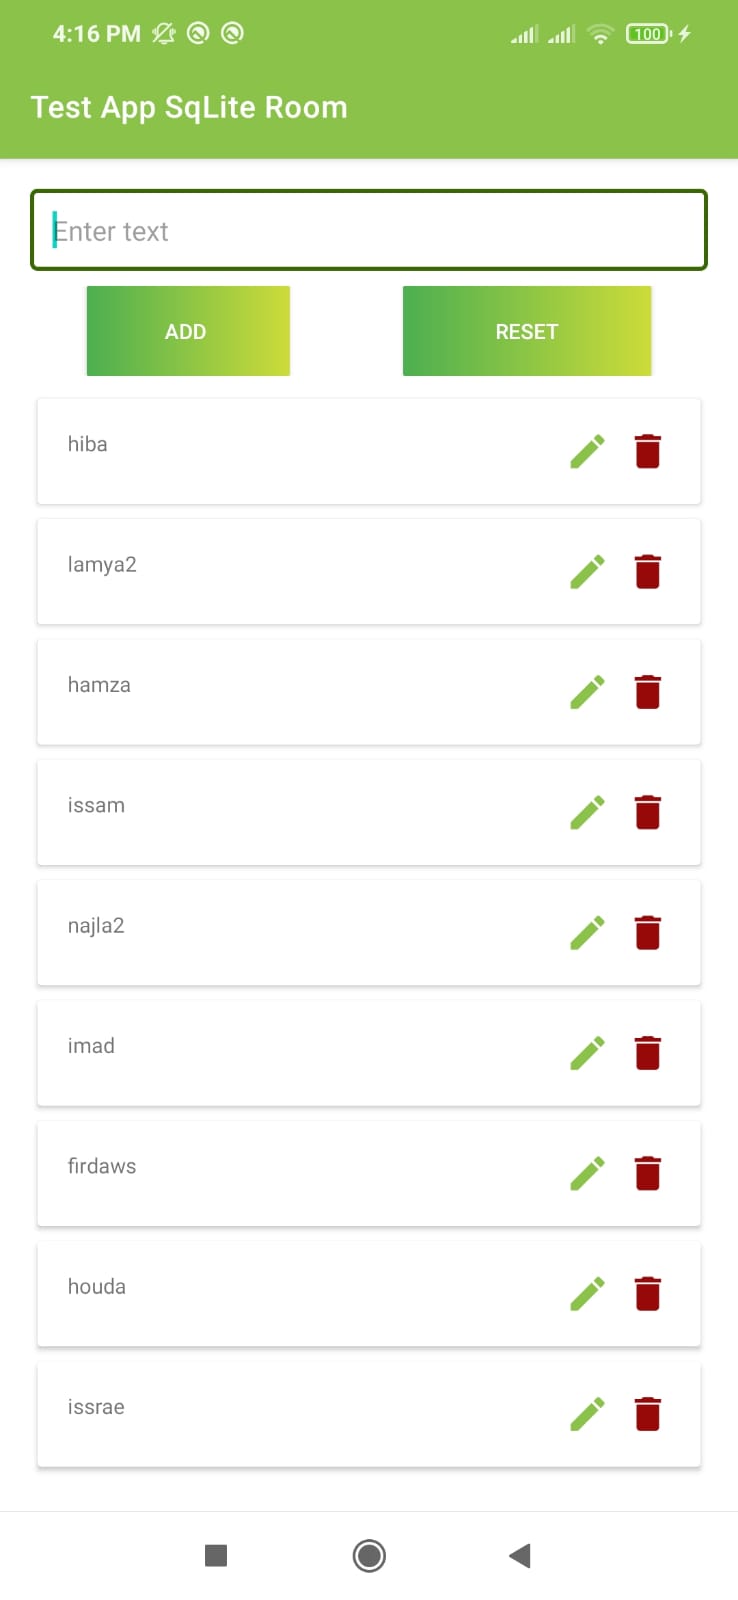 4:16 PM
100
Test App SqLite Room
Enter text
ADD
RESET
hiba
lamya2
hamza
issam
najla2
imad
firdaws
houda
issrae